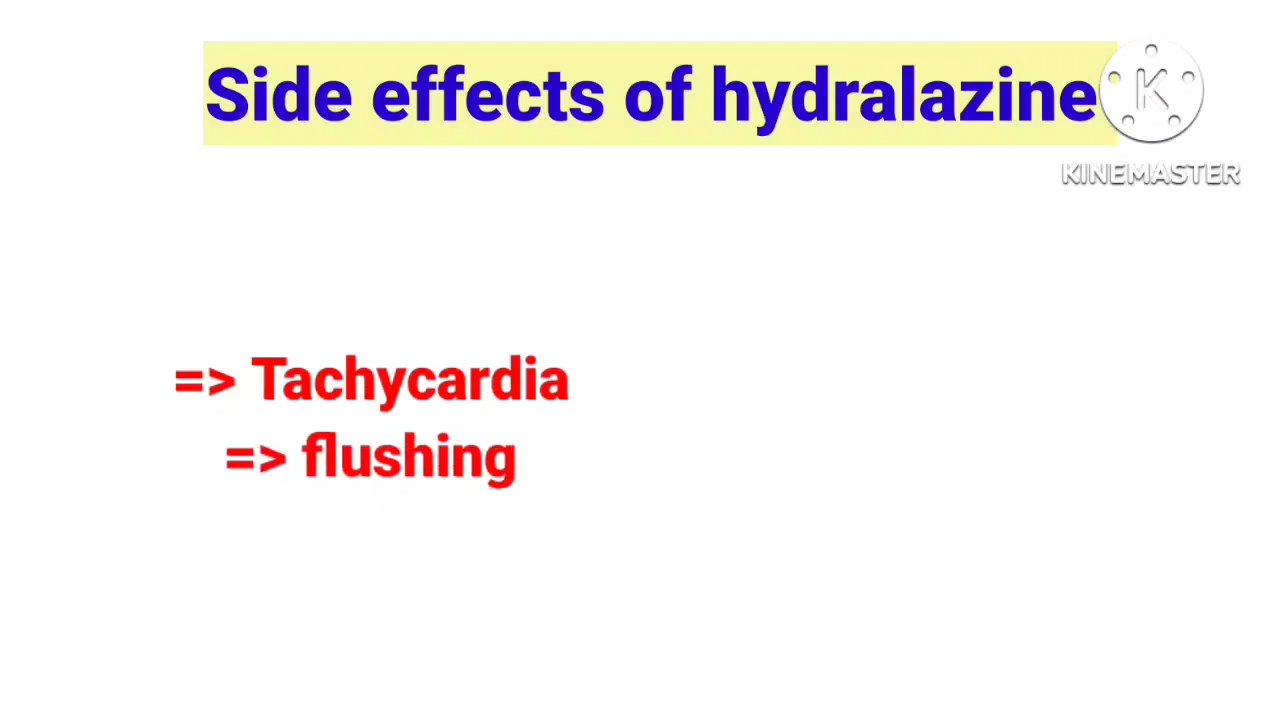 Side effects of hydralazine
K
KINEMASTER
=> Tachycardia
=> flushing